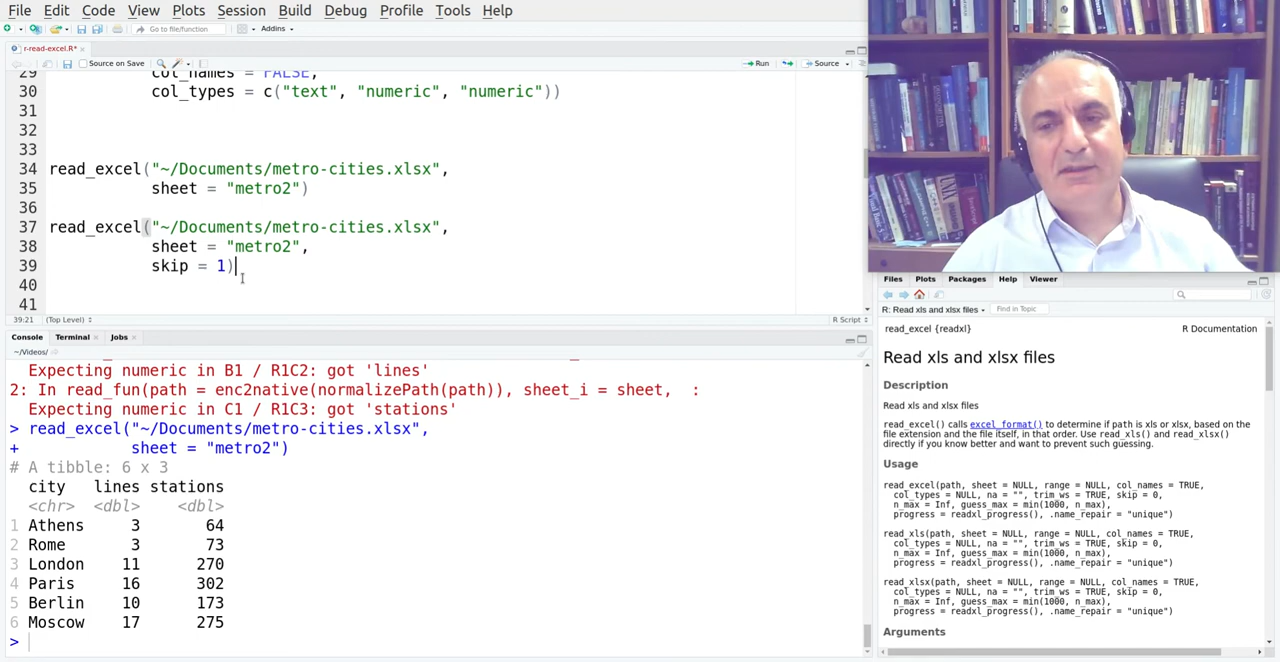 File Edit Code View Plots Session Build Debug Profile Tools Help
Go to file/function Addins
r-read-excel.R*
Source on Save Run Source
29 col_names = FALSE,
30 col_types = c("text", "numeric", "numeric"))
31
32
33
34 read_excel("~/Documents/metro-cities.xlsx",
35 sheet = "metro2")
36
37 read_excel("~/Documents/metro-cities.xlsx",
38 sheet = "metro2",
39 skip = 1)
40
41
39:21 (Top Level) R Script
Console Terminal Jobs
~/Videos/
Expecting numeric in B1 / R1C2: got 'lines'
2: In read_fun(path = enc2native(normalizePath(path)), sheet_i = sheet, :
Expecting numeric in C1 / R1C3: got 'stations'
> read_excel("~/Documents/metro-cities.xlsx",
+ sheet = "metro2")
# A tibble: 6 x 3
city lines stations
<chr> <dbl> <dbl>
1 Athens 3 64
2 Rome 3 73
3 London 11 270
4 Paris 16 302
5 Berlin 10 173
6 Moscow 17 275
>
Files Plots Packages Help Viewer
R: Read xls and xlsx files Find in Topic
read_excel {readxl} R Documentation
Read xls and xlsx files
Description
Read xls and xlsx files
read_excel() calls excel_format() to determine if path is xls or xlsx, based on the
file extension and the file itself, in that order. Use read_xls() and read_xlsx()
directly if you know better and want to prevent such guessing.
Usage
read_excel(path, sheet = NULL, range = NULL, col_names = TRUE,
col_types = NULL, na = "", trim_ws = TRUE, skip = 0,
n_max = Inf, guess_max = min(1000, n_max),
progress = readxl_progress(), .name_repair = "unique")
read_xls(path, sheet = NULL, range = NULL, col_names = TRUE,
col_types = NULL, na = "", trim_ws = TRUE, skip = 0,
n_max = Inf, guess_max = min(1000, n_max),
progress = readxl_progress(), .name_repair = "unique")
read_xlsx(path, sheet = NULL, range = NULL, col_names = TRUE,
col_types = NULL, na = "", trim_ws = TRUE, skip = 0,
n_max = Inf, guess_max = min(1000, n_max),
progress = readxl_progress(), .name_repair = "unique")
Arguments